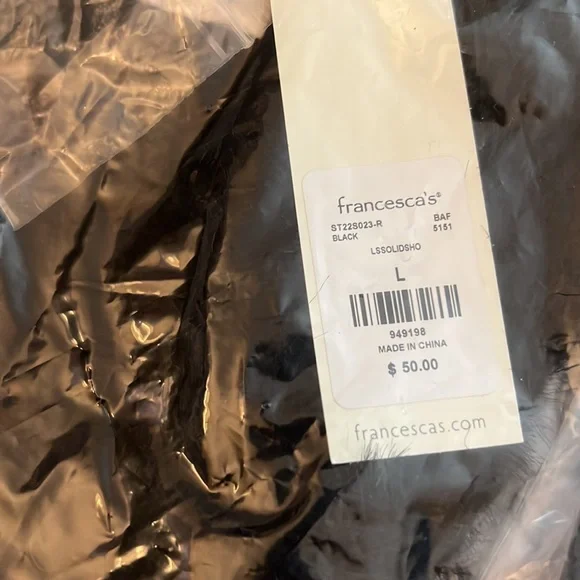 francesca's®
ST22S023-R BAF
BLACK 5151
LSSOLIDSHO
L
949198
MADE IN CHINA
$ 50.00
francescas.com